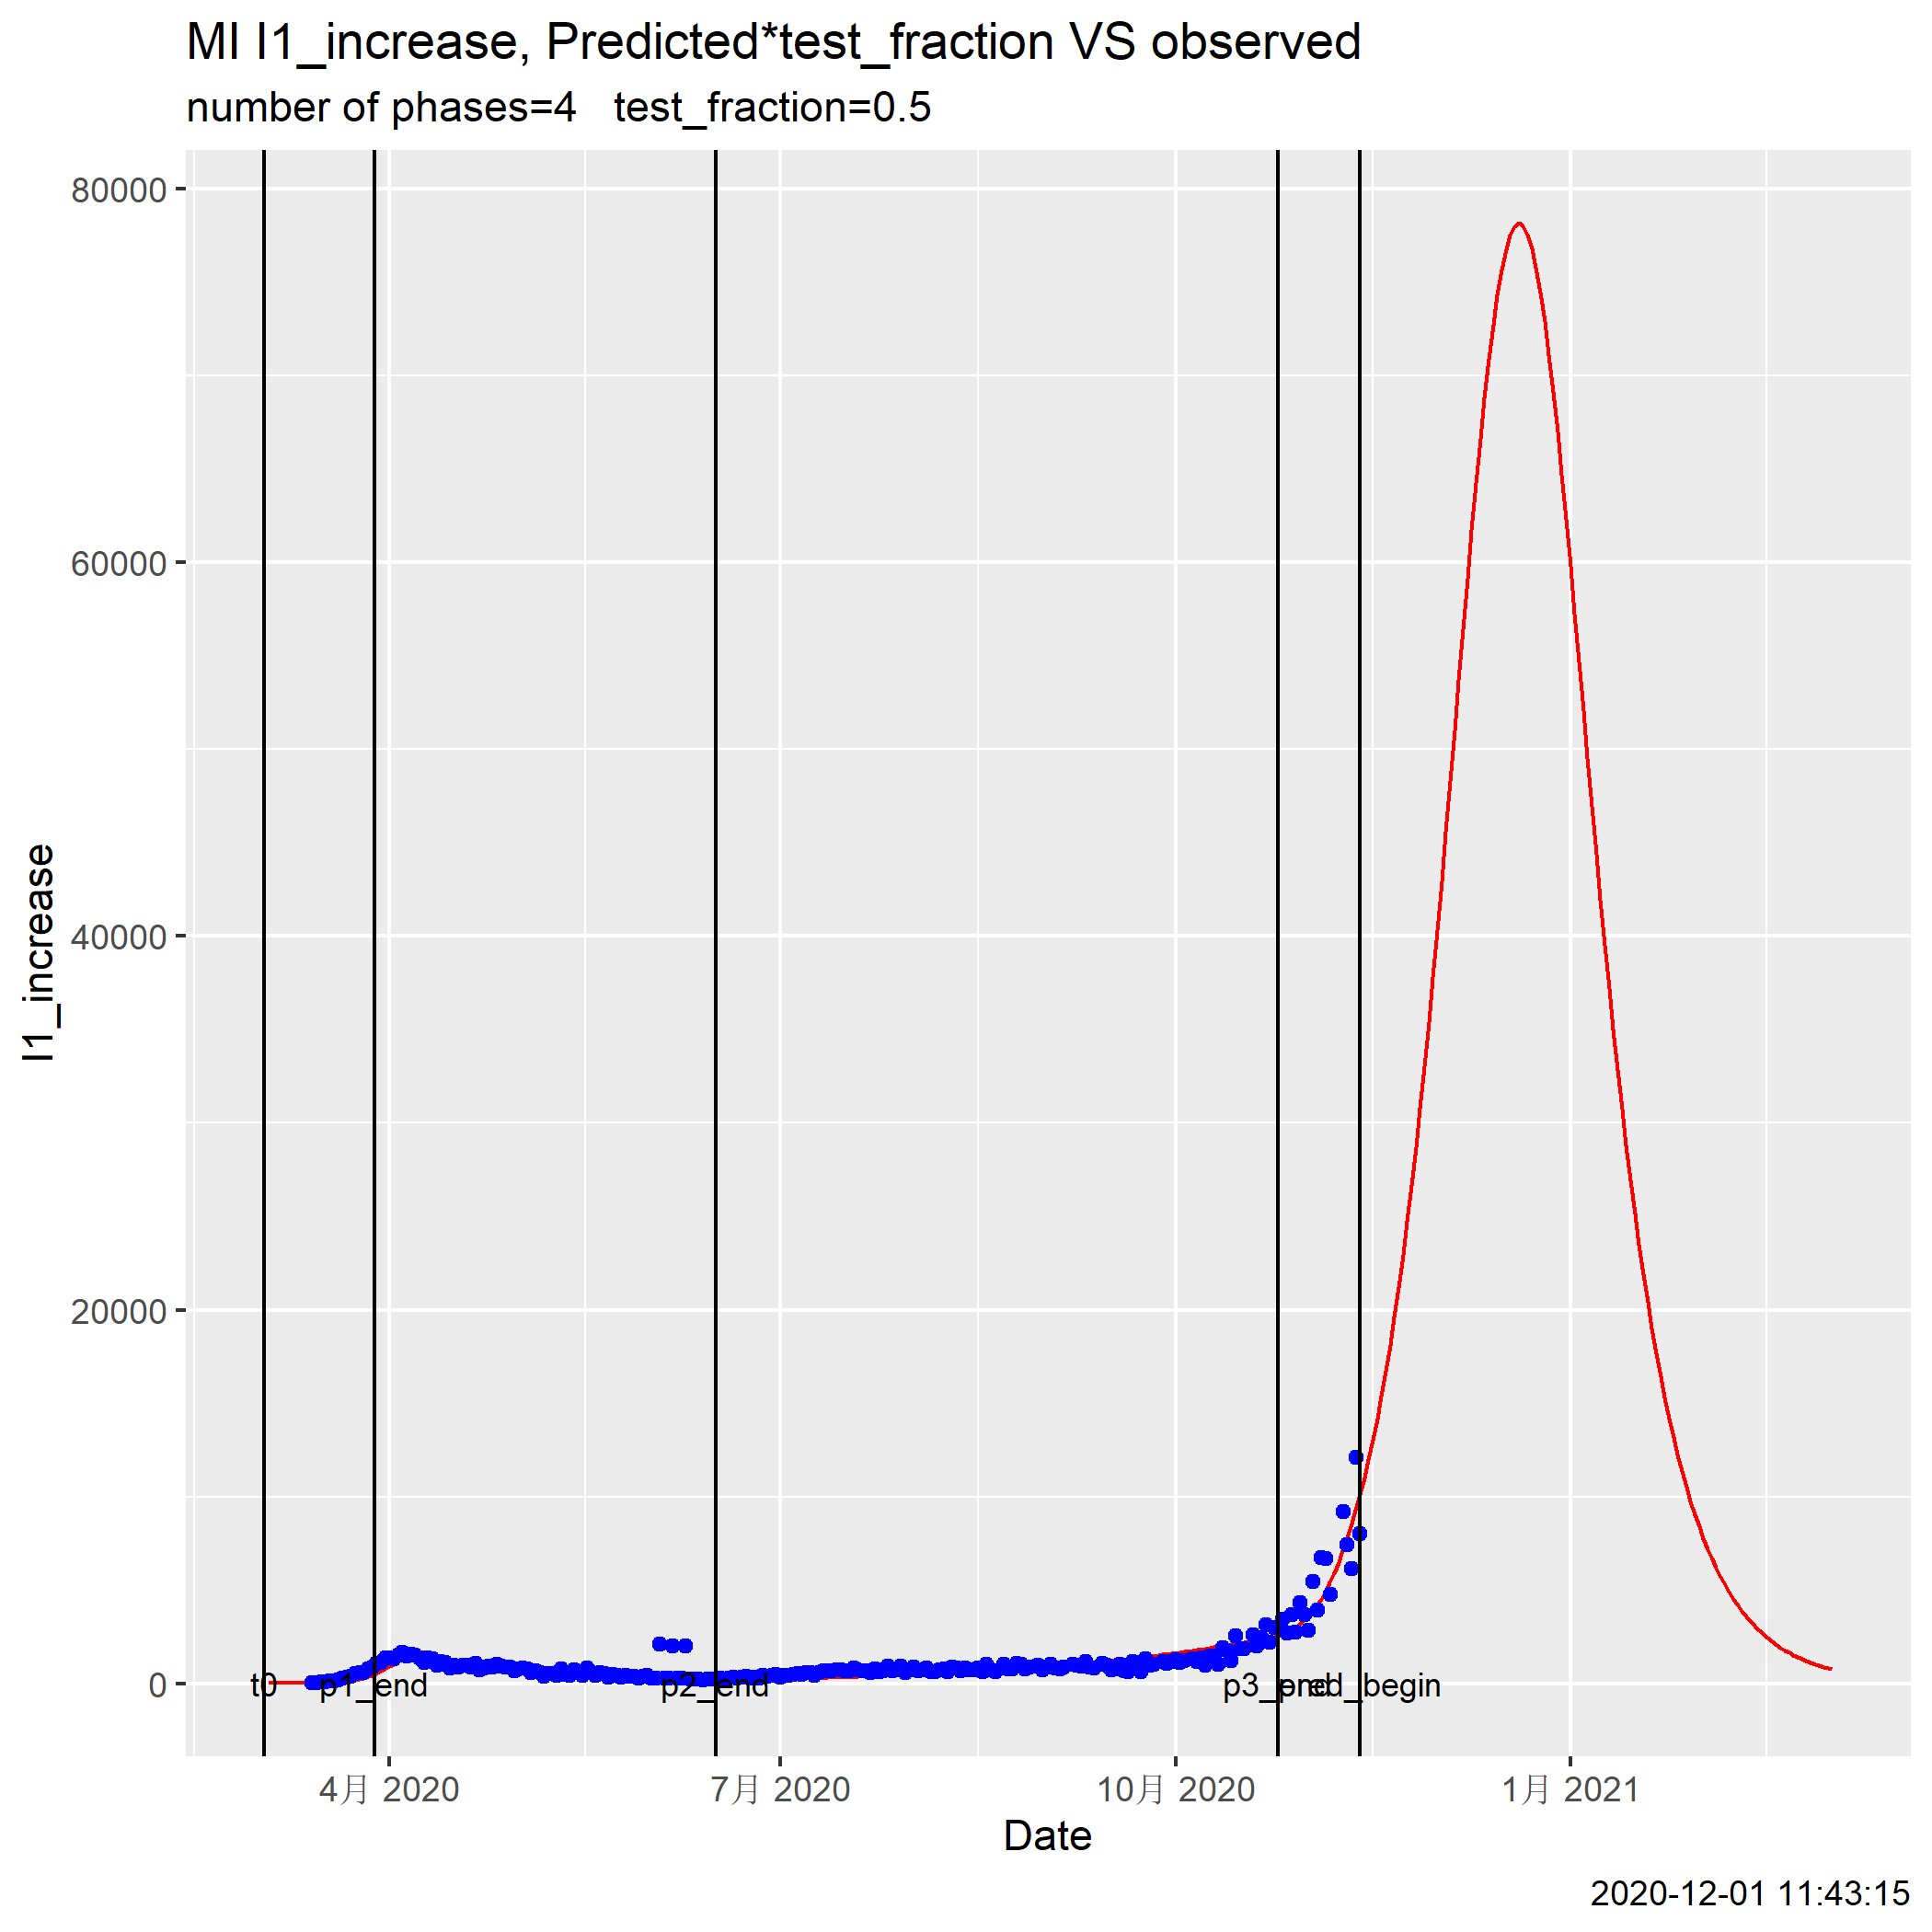 MI I1_increase, Predicted*test_fraction VS observed
number of phases=4   test_fraction=0.5
80000
60000
40000
20000
0
I1_increase
t0
p1_end
p2_end
p3_end
pred_begin
4月 2020
7月 2020
10月 2020
1月 2021
Date
2020-12-01 11:43:15